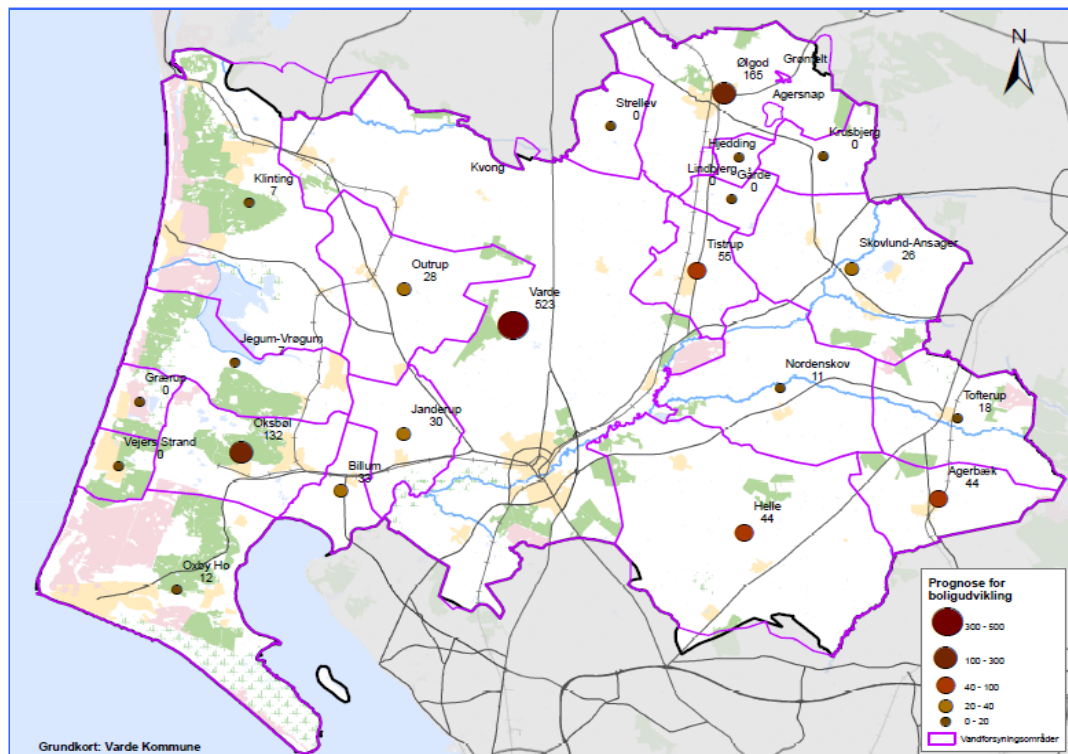 N
Ølgod
165
Grøntelt
Agersnap
Strellev
0
Krusbjerg
0
Hjedding
0
Lindbjerg
0
Gårde
0
Kvong
Klinting
7
Tistrup
55
Skovlund-Ansager
26
Outrup
28
Varde
523
Jegum-Vrøgum
7
Nordenskov
11
Grærup
0
Tofterup
18
Janderup
30
Oksbøl
132
Vejers Strand
0
Billum
33
Agerbæk
44
Helle
44
Oxby Ho
12
Prognose for
boligudvikling
300 - 500
100 - 300
40 - 100
20 - 40
0 - 20
Vandforsyningsområder
Grundkort: Varde Kommune